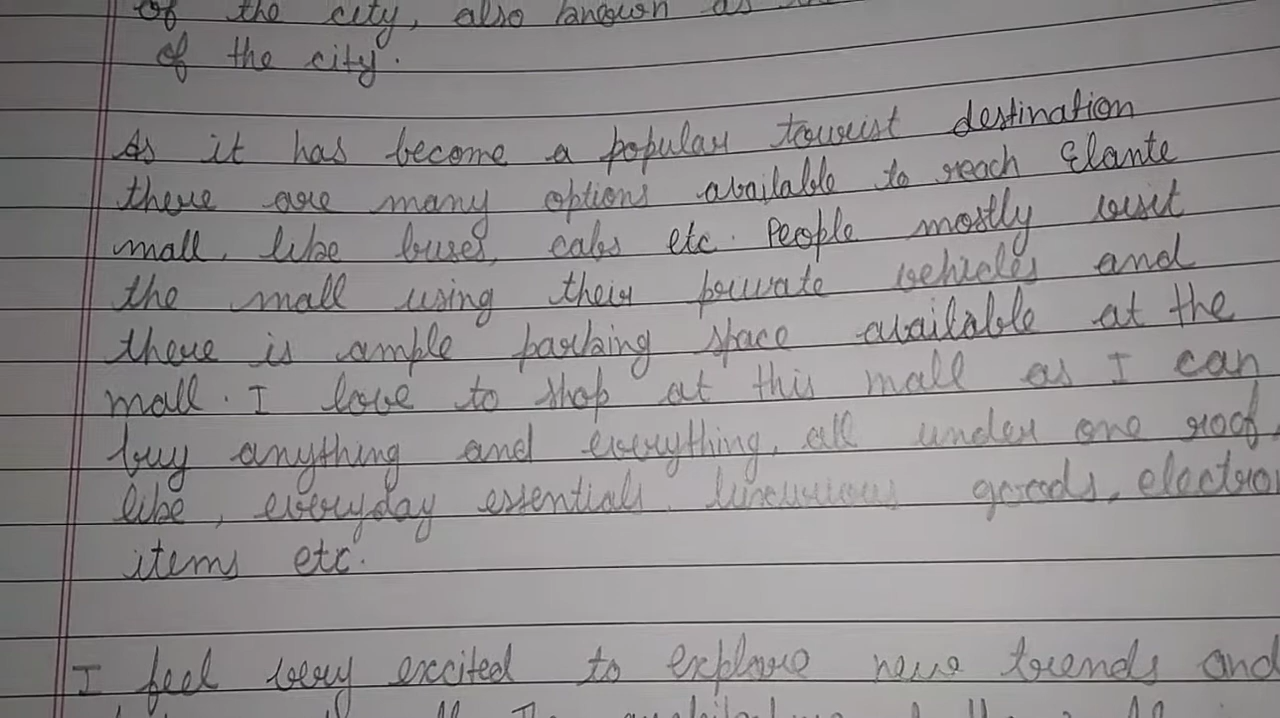 of the city, also known as
of the city.
As it has become a popular tourist destination
there are many options available to reach Elante
mall, like buses, cabs etc. People mostly visit
the mall using their private vehicles and
there is ample parking space available at the
mall. I love to shop at this mall as I can
buy anything and everything, all under one roof,
like, everyday essentials, luxurious goods, electro
items etc.
I feel very excited to explore new trends and